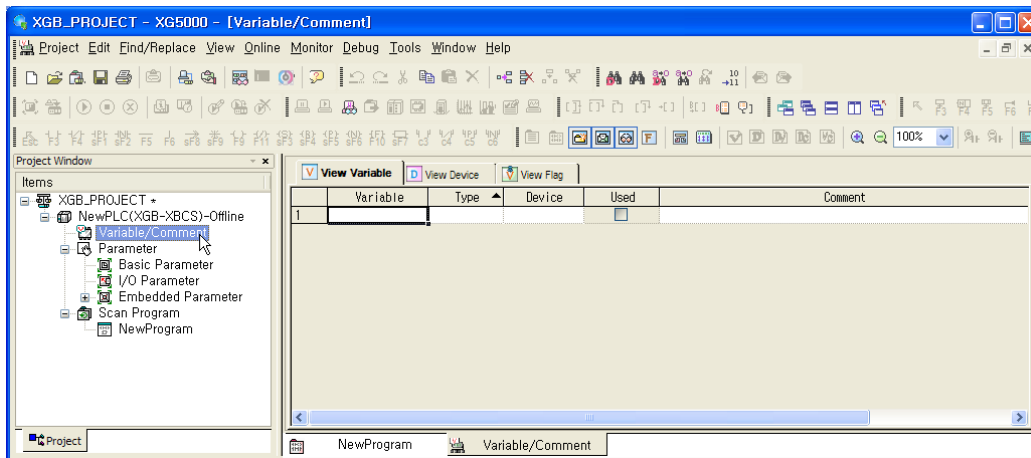 XGB_PROJECT - XG5000 - [Variable/Comment]
Project Edit Find/Replace View Online Monitor Debug Tools Window Help
100%
Project Window
Items
XGB_PROJECT *
NewPLC(XGB-XBCS)-Offline
Variable/Comment
Parameter
Basic Parameter
I/O Parameter
Embedded Parameter
Scan Program
NewProgram
Project
V View Variable D View Device View Flag
Variable Type Device Used Comment
1
NewProgram Variable/Comment